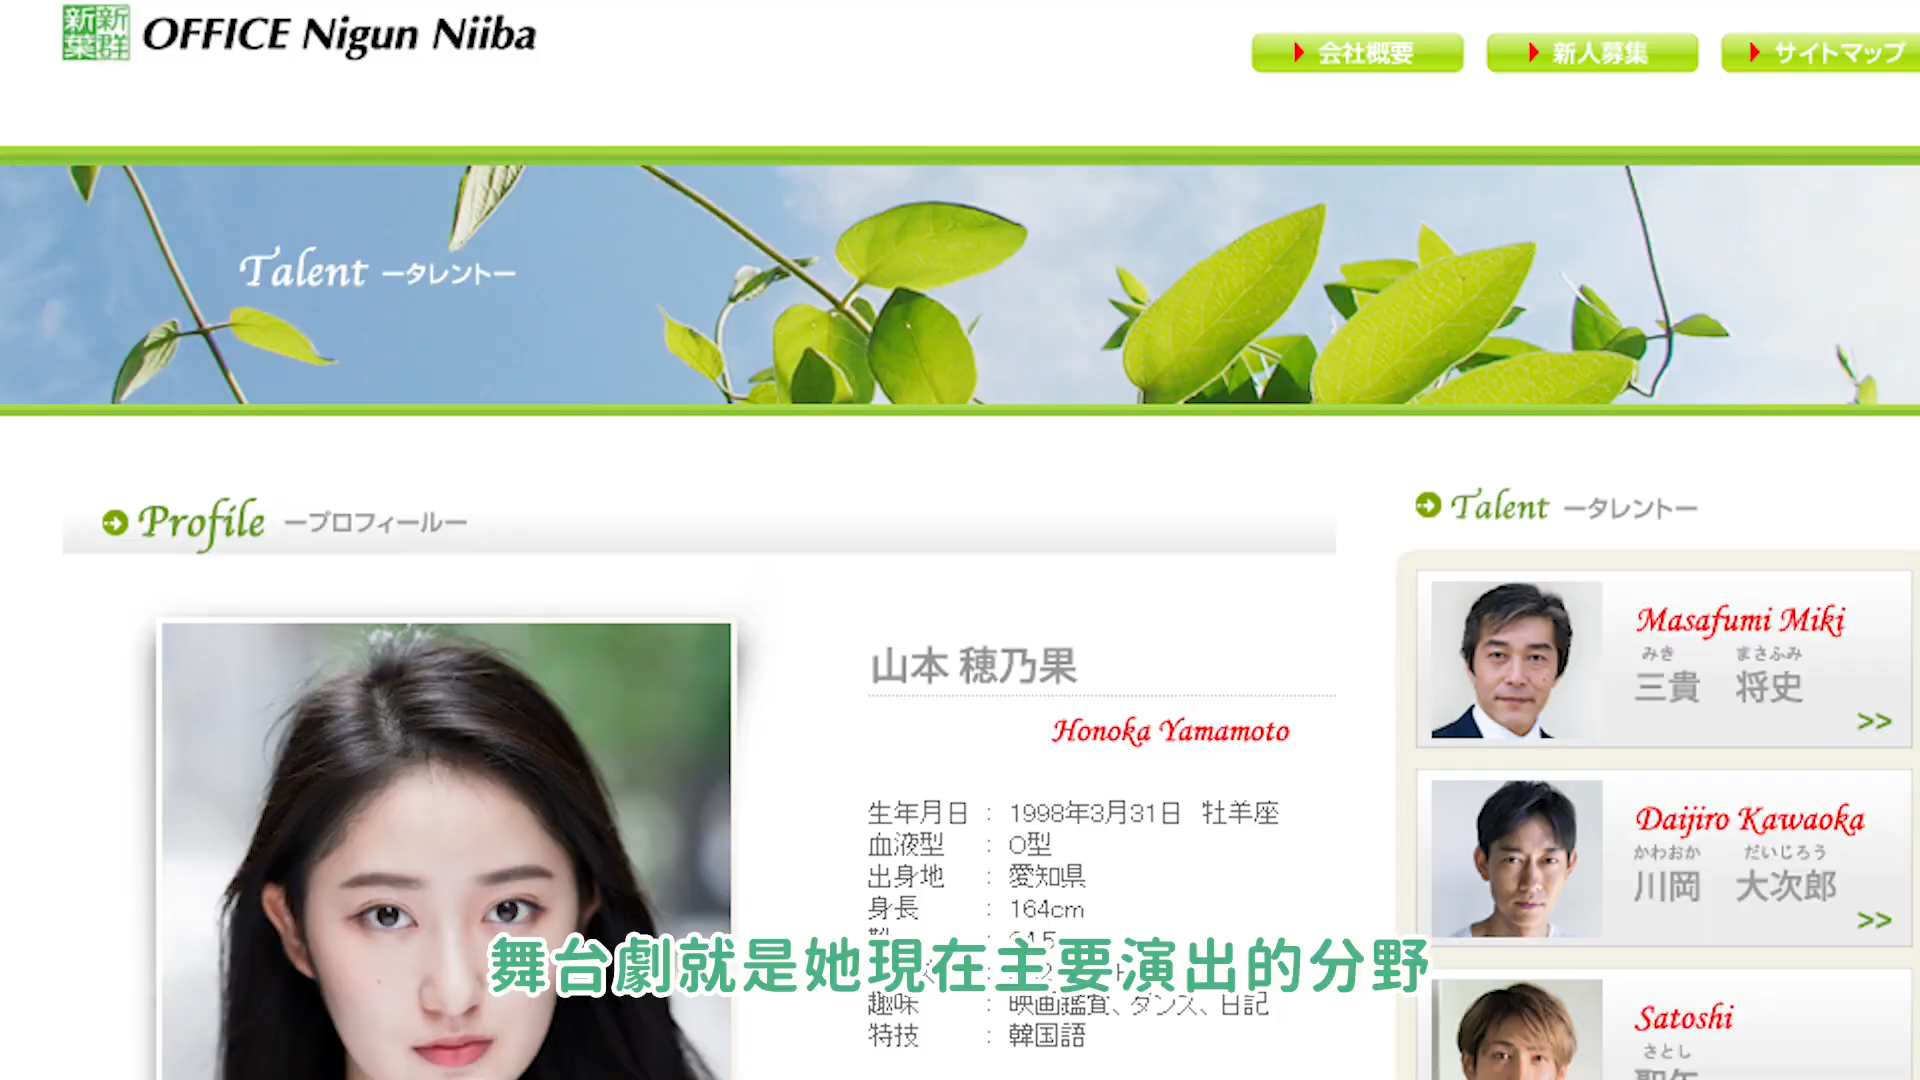 新新葉群 OFFICE Nigun Niiba
会社概要
新人募集
サイトマップ
Talent ータレントー
Profile ープロフィールー
山本 穂乃果
Honoka Yamamoto
生年月日 : 1998年3月31日 牡羊座
血液型 : O型
出身地 : 愛知県
身長 : 164cm
趣味 : 映画鑑賞、ダンス、日記
特技 : 韓国語
舞台劇就是她現在主要演出的分野
Talent ータレントー
Masafumi Miki
みき まさふみ
三貴 将史
>>
Daijiro Kawaoka
かわおか だいじろう
川岡 大次郎
>>
Satoshi
さとし